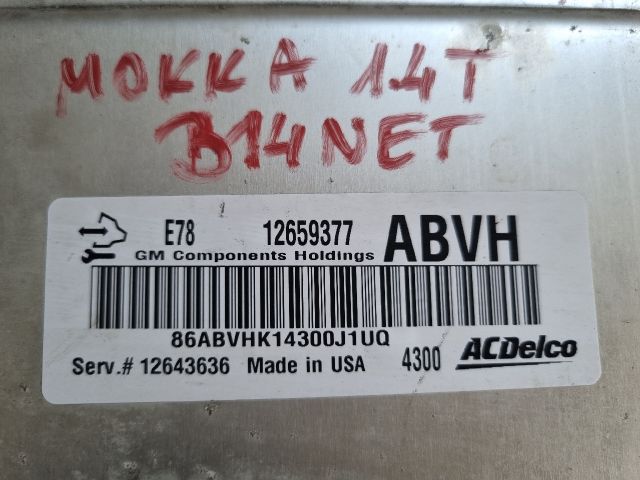 MOKKA 1.4T
B14NET
E78 12659377 ABVH
GM Components Holdings
86ABVHK14300J1UQ
Serv.# 12643636 Made in USA 4300 ACDelco